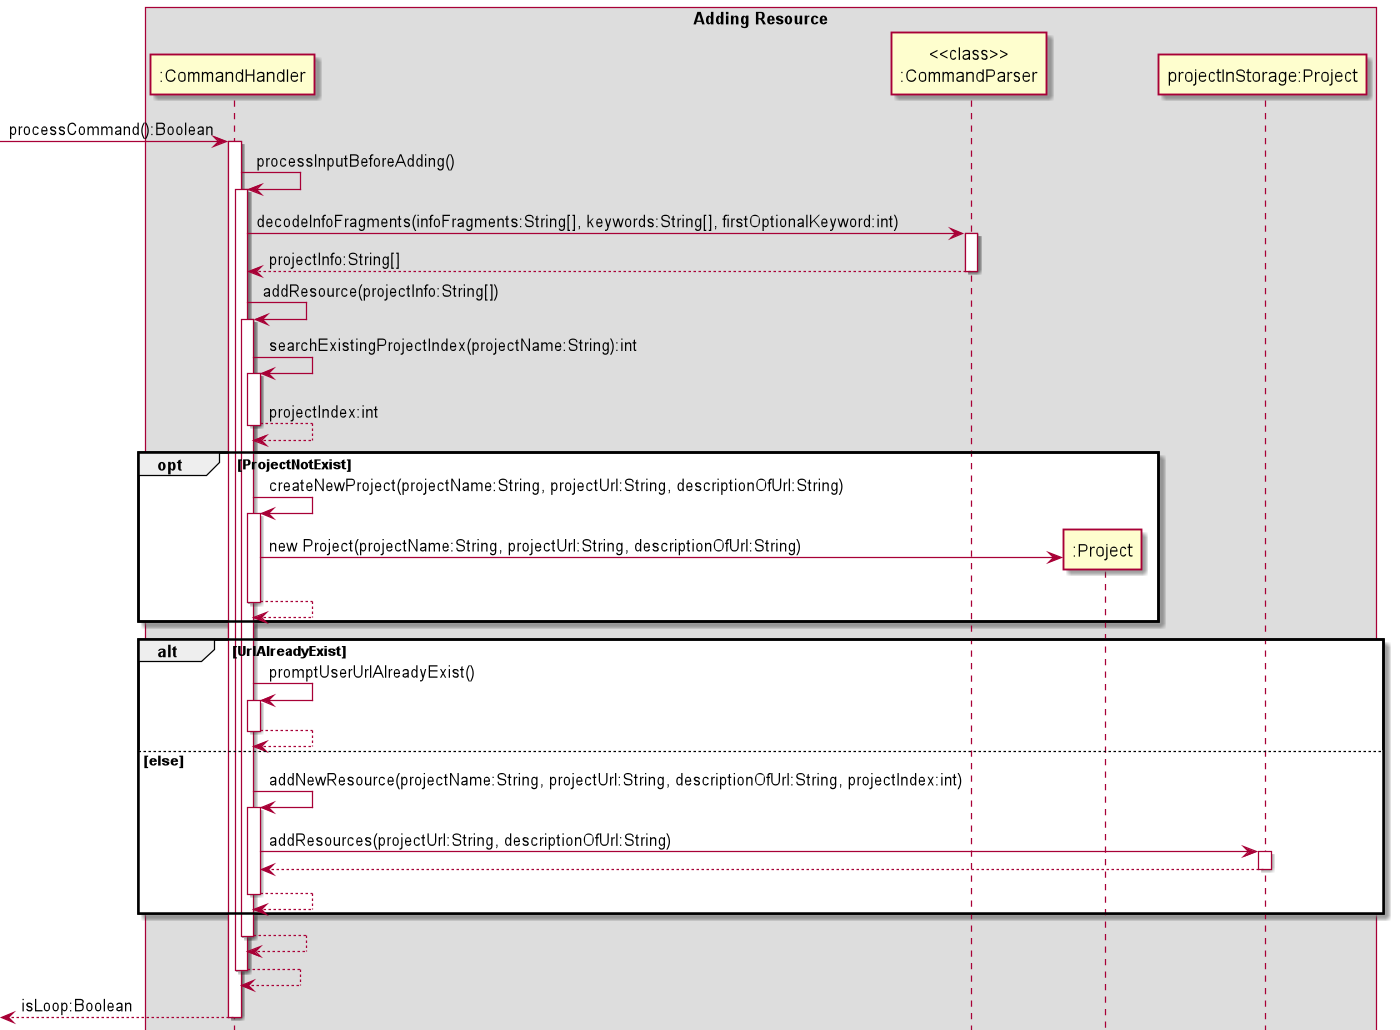 Adding Resource
:CommandHandler
<<class>>
:CommandParser
projectInStorage:Project
processCommand():Boolean
processInputBeforeAdding()
decodeInfoFragments(infoFragments:String[], keywords:String[], firstOptionalKeyword:int)
projectInfo:String[]
addResource(projectInfo:String[])
searchExistingProjectIndex(projectName:String):int
projectIndex:int
opt [ProjectNotExist]
createNewProject(projectName:String, projectUrl:String, descriptionOfUrl:String)
new Project(projectName:String, projectUrl:String, descriptionOfUrl:String)
:Project
alt [UrlAlreadyExist]
promptUserUrlAlreadyExist()
[else]
addNewResource(projectName:String, projectUrl:String, descriptionOfUrl:String, projectIndex:int)
addResources(projectUrl:String, descriptionOfUrl:String)
isLoop:Boolean